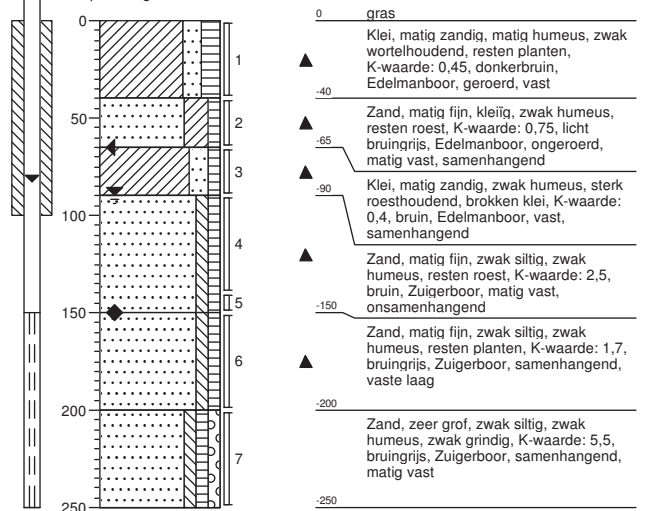 0
50
100
150
200
250
1
2
3
4
5
6
7
0
gras
Klei, matig zandig, matig humeus, zwak
wortelhoudend, resten planten,
K-waarde: 0,45, donkerbruin,
Edelmanboor, geroerd, vast
-40
Zand, matig fijn, kleiïg, zwak humeus,
resten roest, K-waarde: 0,75, licht
bruingrijs, Edelmanboor, ongeroerd,
matig vast, samenhangend
-65
Klei, matig zandig, zwak humeus, sterk
roesthoudend, brokken klei, K-waarde:
0,4, bruin, Edelmanboor, vast,
samenhangend
-90
Zand, matig fijn, zwak siltig, zwak
humeus, resten roest, K-waarde: 2,5,
bruin, Zuigerboor, matig vast,
onsamenhangend
-150
Zand, matig fijn, zwak siltig, zwak
humeus, resten planten, K-waarde: 1,7,
bruingrijs, Zuigerboor, samenhangend,
vaste laag
-200
Zand, zeer grof, zwak siltig, zwak
humeus, zwak grindig, K-waarde: 5,5,
bruingrijs, Zuigerboor, samenhangend,
matig vast
-250